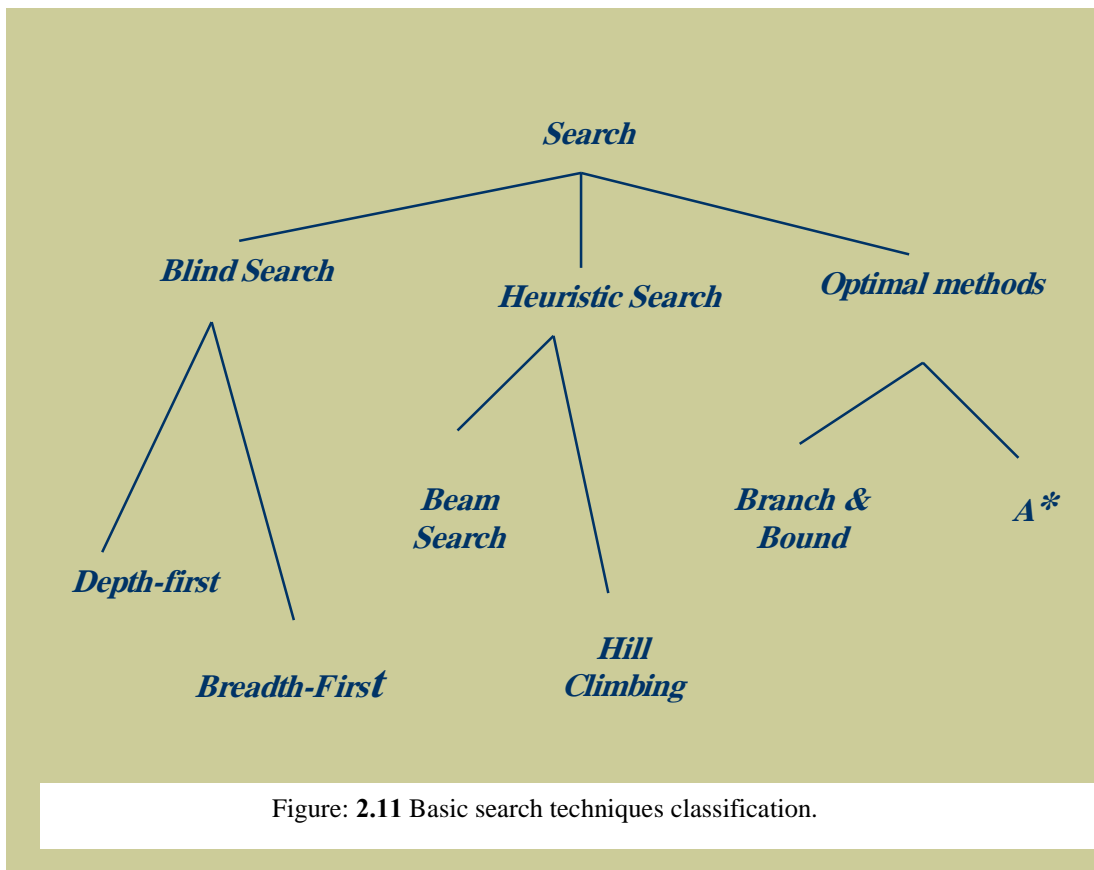 Search
Blind Search
Heuristic Search
Optimal methods
Beam
Search
Branch &
Bound
A*
Depth-first
Breadth-First
Hill
Climbing
Figure: 2.11 Basic search techniques classification.